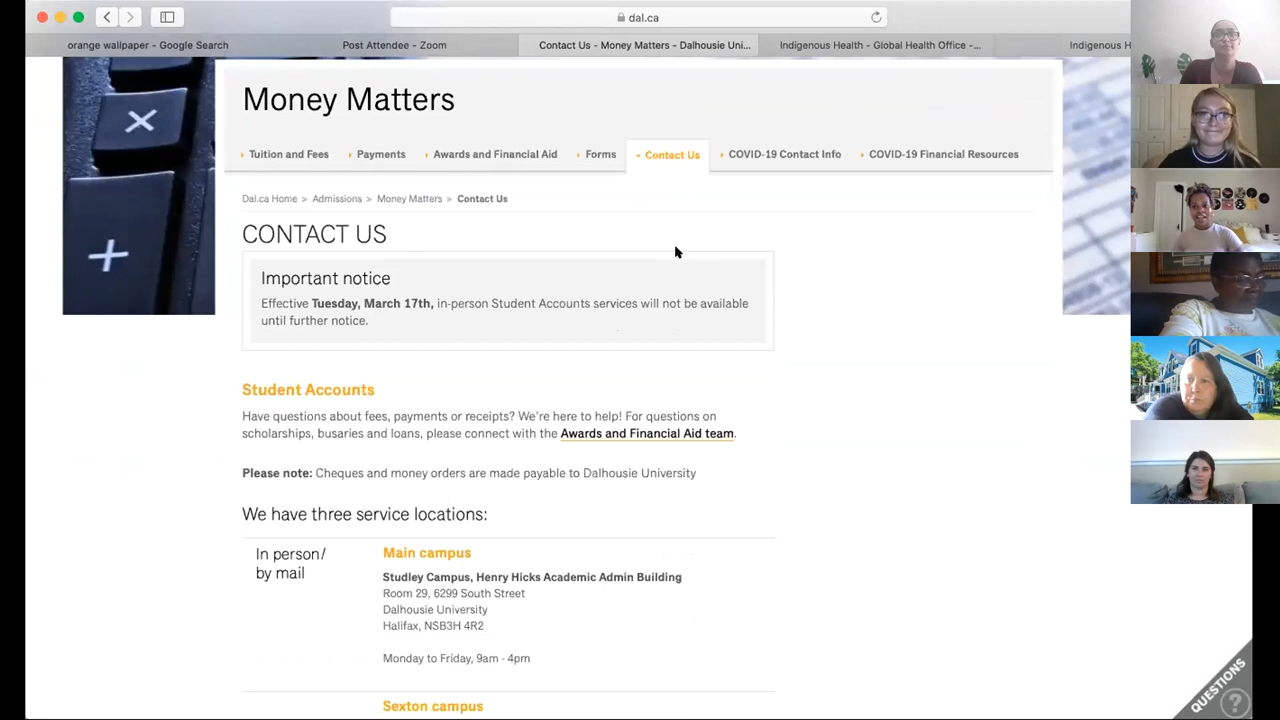 dal.ca
orange wallpaper - Google Search
Post Attendee - Zoom
Contact Us - Money Matters - Dalhousie Uni...
Indigenous Health - Global Health Office -...
Indigenous H
Money Matters
Tuition and Fees
Payments
Awards and Financial Aid
Forms
Contact Us
COVID-19 Contact Info
COVID-19 Financial Resources
Dal.ca Home > Admissions > Money Matters > Contact Us
CONTACT US
Important notice
Effective Tuesday, March 17th, in-person Student Accounts services will not be available
until further notice.
Student Accounts
Have questions about fees, payments or receipts? We're here to help! For questions on
scholarships, busaries and loans, please connect with the Awards and Financial Aid team.
Please note: Cheques and money orders are made payable to Dalhousie University
We have three service locations:
In person/
by mail
Main campus
Studley Campus, Henry Hicks Academic Admin Building
Room 29, 6299 South Street
Dalhousie University
Halifax, NSB3H 4R2
Monday to Friday, 9am - 4pm
Sexton campus
QUESTIONS
?